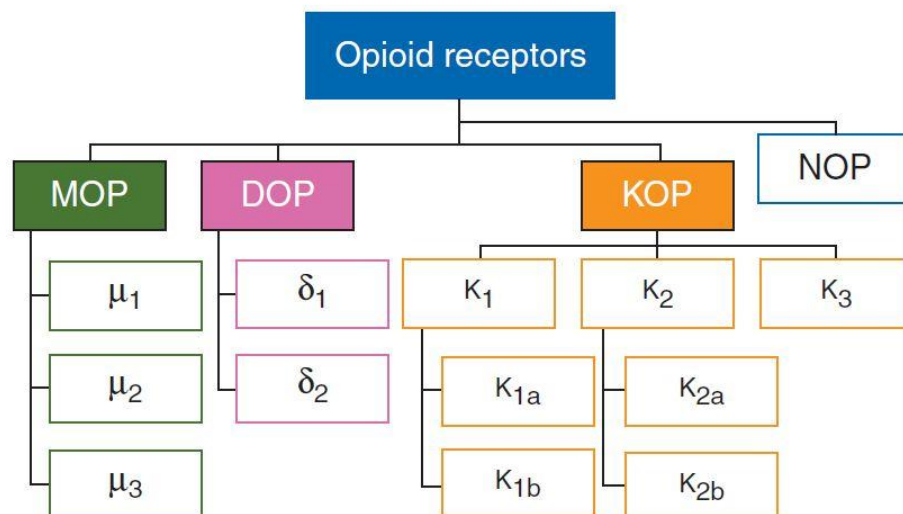 Opioid receptors
NOP
MOP
DOP
KOP
μ₁
δ₁
κ₁
κ₂
κ₃
μ₂
δ₂
κ₁ₐ
κ₂ₐ
μ₃
κ₁b
κ₂b